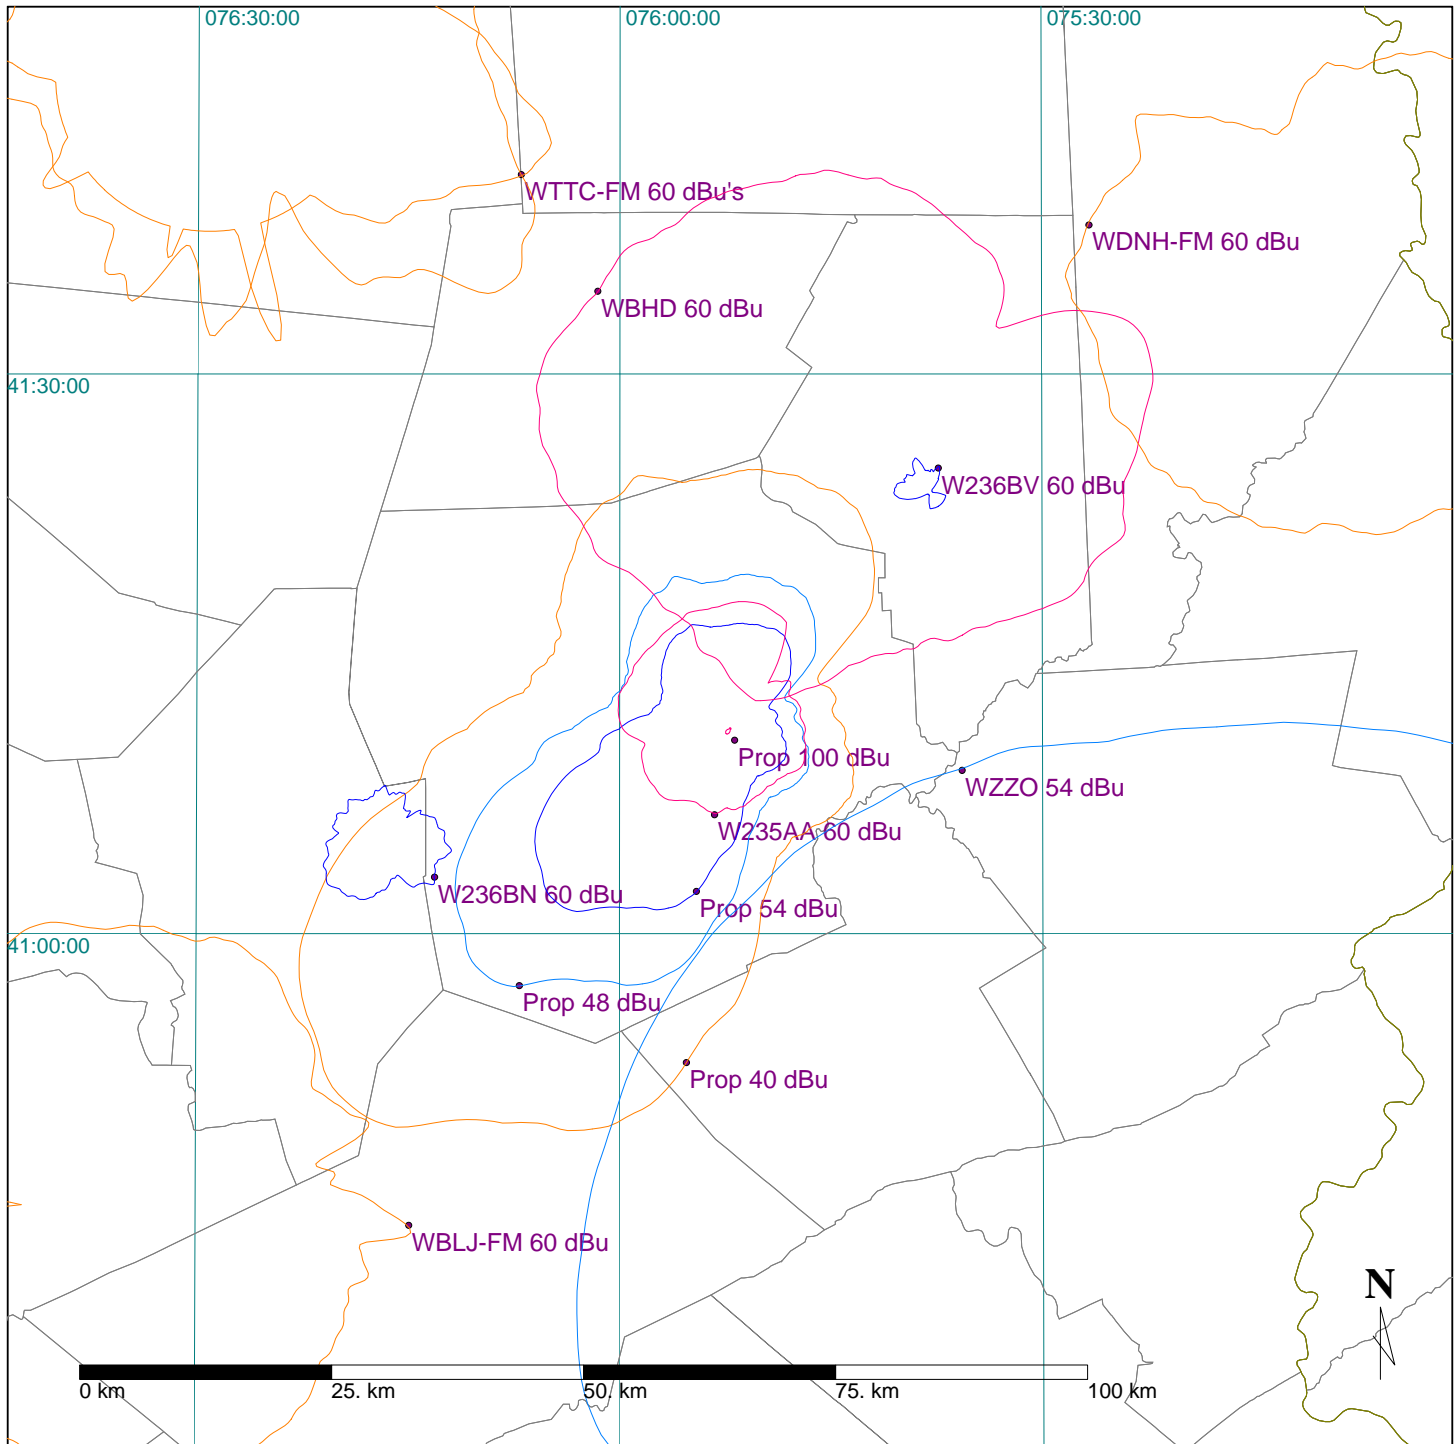 076:30:00
076:00:00
075:30:00
WTTC-FM 60 dBu's
WDNH-FM 60 dBu
WBHD 60 dBu
41:30:00
W236BV 60 dBu
Prop 100 dBu
WZZO 54 dBu
W235AA 60 dBu
W236BN 60 dBu
Prop 54 dBu
41:00:00
Prop 48 dBu
Prop 40 dBu
WBLJ-FM 60 dBu
N
0 km 25. km 50. km 75. km 100 km